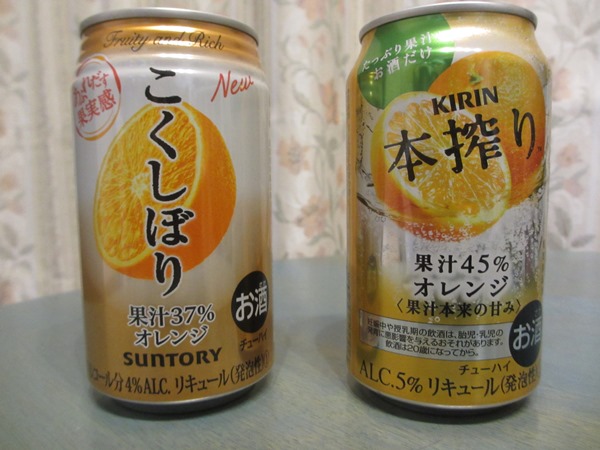 Fruity and Rich
New
果実感
こくしぼり
果汁37%
オレンジ
お酒
チューハイ
SUNTORY
アルコール分4%ALC. リキュール(発泡性)
たっぷり果汁
お酒だけ
KIRIN
本搾り
果汁45%
オレンジ
〈果汁本来の甘み〉
妊娠中や授乳期の飲酒は、胎児・乳児の
発育に悪影響を与えるおそれがあります。
飲酒は20歳になってから。
お酒
チューハイ
ALC.5% リキュール(発泡性)